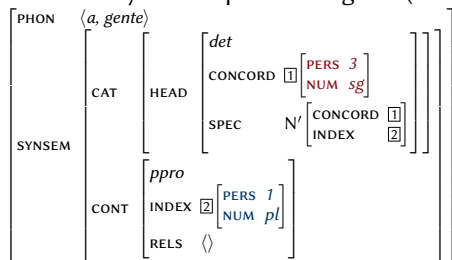 PHON ⟨a, gente⟩
det
CONCORD 1 PERS 3
NUM sg
CAT HEAD
SPEC N′ CONCORD 1
INDEX 2
SYNSEM
ppro
CONT INDEX 2 PERS 1
NUM pl
RELS ⟨⟩